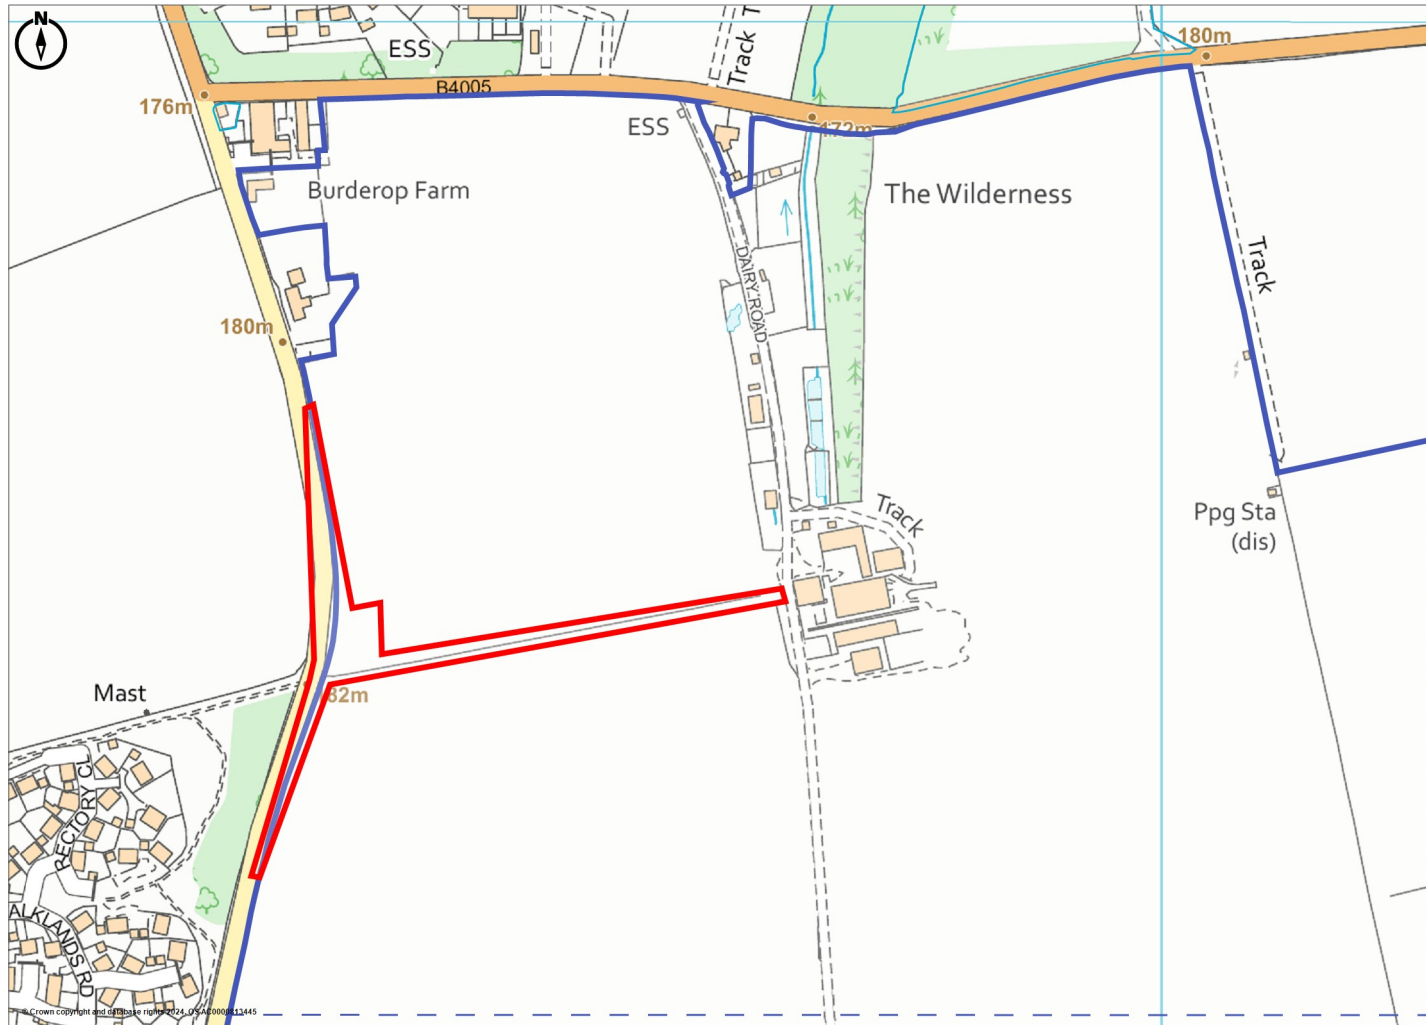 N
ESS
Track
T
180m
B4005
176m
ESS
172m
Burderop Farm
The Wilderness
DAIRY ROAD
Track
180m
Track
Ppg Sta
(dis)
Mast
82m
RECTORY CL
ALKLANDS RD
© Crown copyright and database rights 2024. OS AC0000813445